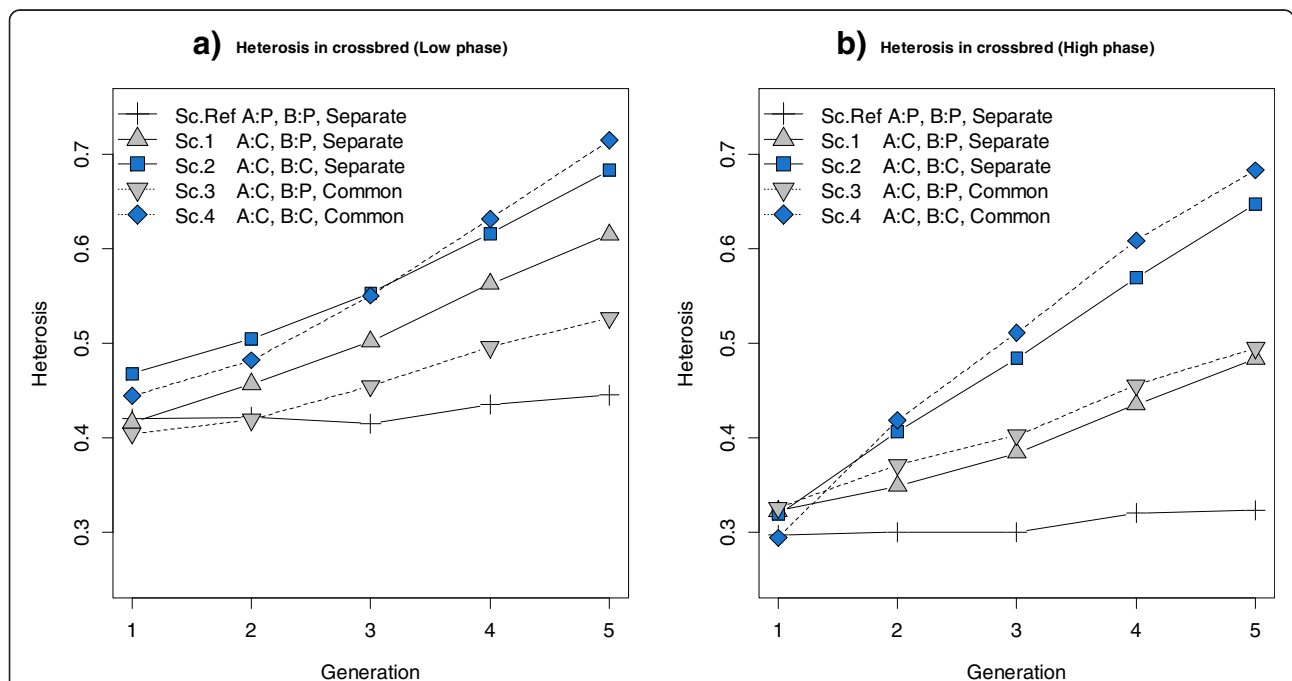 a) Heterosis in crossbred (Low phase)
Sc.Ref A:P, B:P, Separate
Sc.1 A:C, B:P, Separate
Sc.2 A:C, B:C, Separate
Sc.3 A:C, B:P, Common
Sc.4 A:C, B:C, Common
Heterosis
0.7
0.6
0.5
0.4
0.3
1 2 3 4 5
Generation
b) Heterosis in crossbred (High phase)
Sc.Ref A:P, B:P, Separate
Sc.1 A:C, B:P, Separate
Sc.2 A:C, B:C, Separate
Sc.3 A:C, B:P, Common
Sc.4 A:C, B:C, Common
Heterosis
0.7
0.6
0.5
0.4
0.3
1 2 3 4 5
Generation